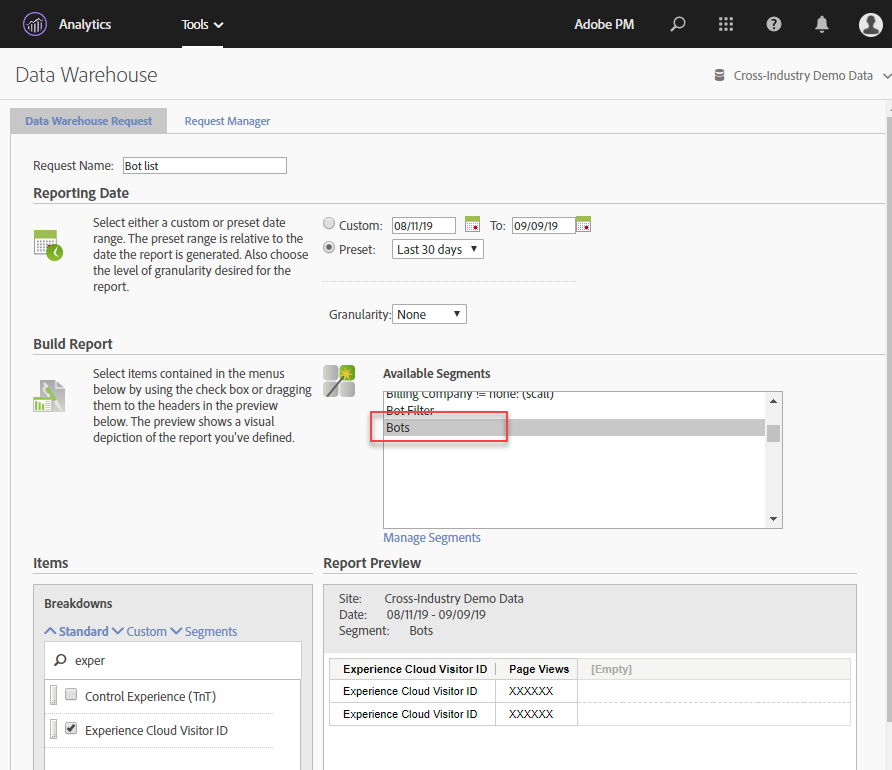 Analytics
Tools
Adobe PM
Data Warehouse
Cross-Industry Demo Data
Data Warehouse Request
Request Manager
Request Name: Bot list
Reporting Date
Select either a custom or preset date
range. The preset range is relative to the
date the report is generated. Also choose
the level of granularity desired for the
report.
Custom: 08/11/19 To: 09/09/19
Preset: Last 30 days
Granularity: None
Build Report
Select items contained in the menus
below by using the check box or dragging
them to the headers in the preview
below. The preview shows a visual
depiction of the report you've defined.
Available Segments
Billing Company != none: (scall)
Bot Filter
Bots
Manage Segments
Items
Breakdowns
Standard Custom Segments
exper
Control Experience (TnT)
Experience Cloud Visitor ID
Report Preview
Site: Cross-Industry Demo Data
Date: 08/11/19 - 09/09/19
Segment: Bots
Experience Cloud Visitor ID Page Views [Empty]
Experience Cloud Visitor ID XXXXXX
Experience Cloud Visitor ID XXXXXX